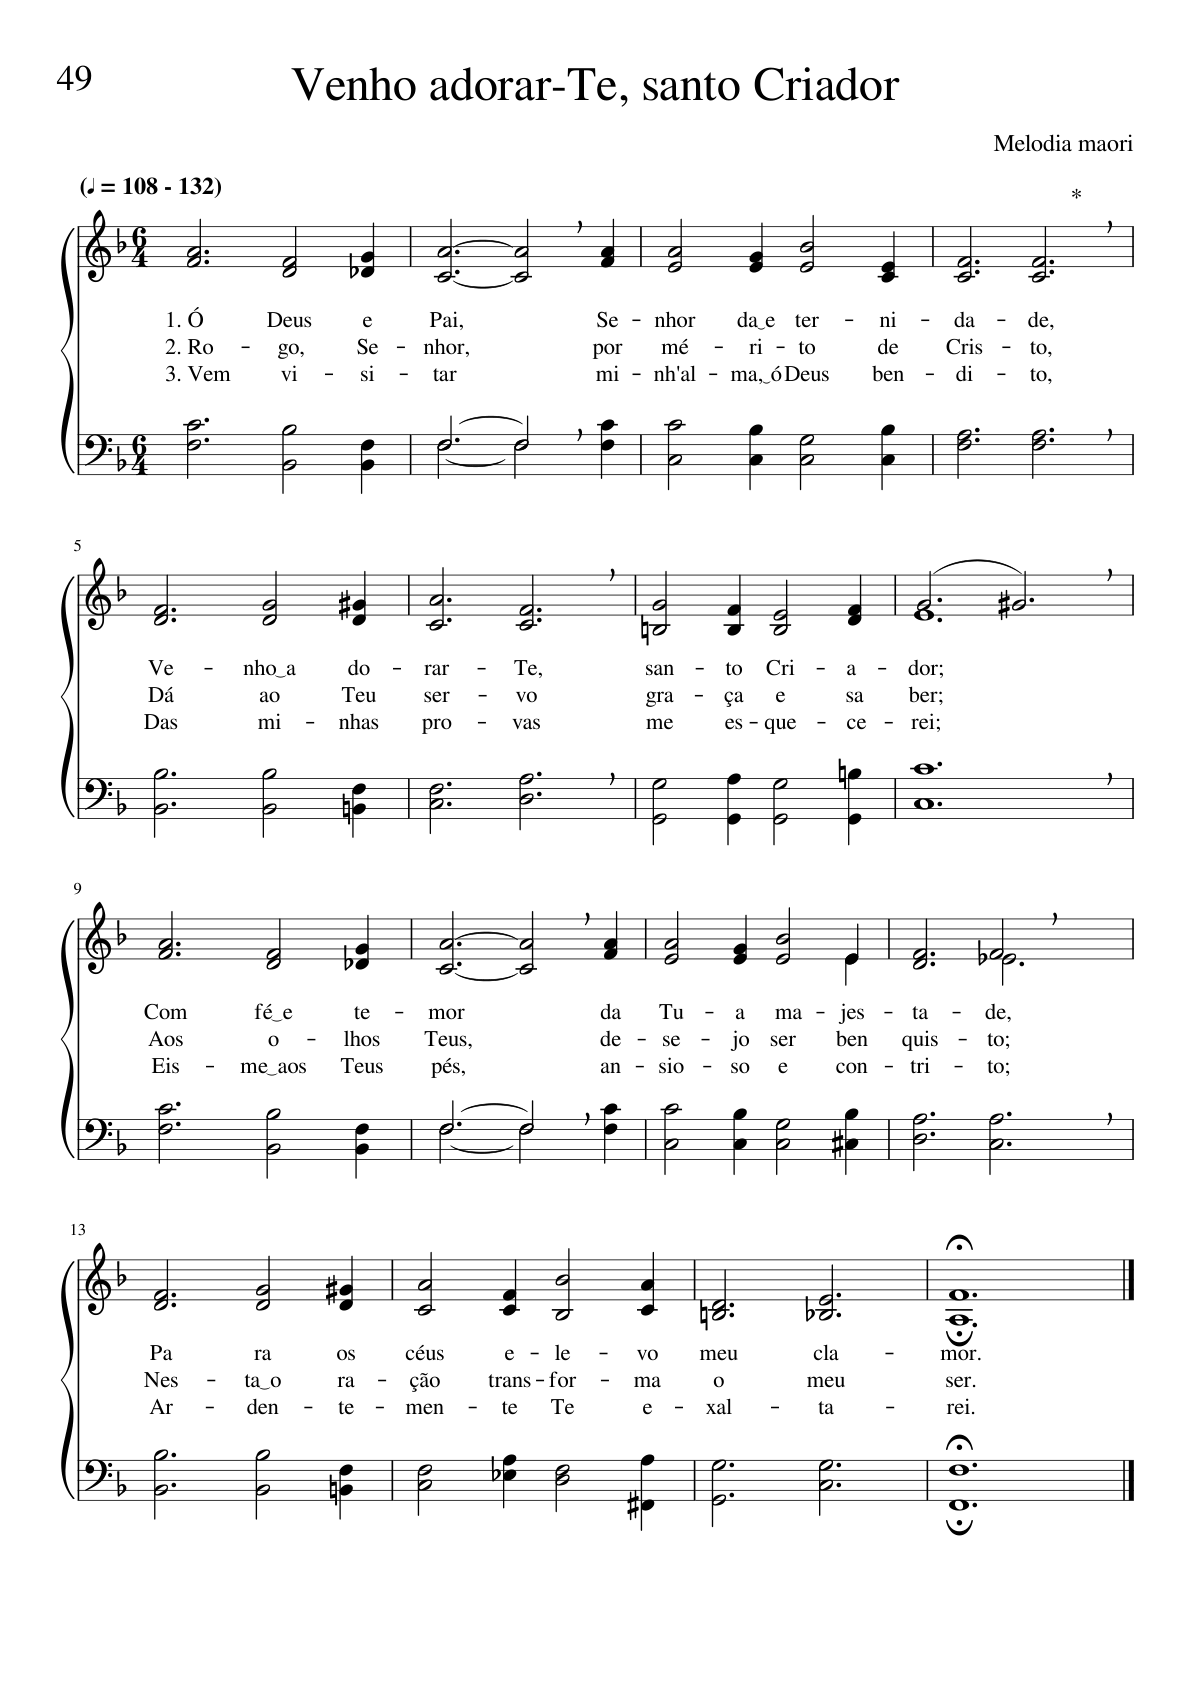 49
Venho adorar-Te, santo Criador
Melodia maori
(♩ = 108 - 132)
*
1. Ó Deus e Pai, Se - nhor da‿e ter - ni - da - de,
2. Ro - go, Se - nhor, por mé - ri - to de Cris - to,
3. Vem vi - si - tar mi - nh'al - ma,‿ó Deus ben - di - to,
5
Ve - nho‿a do - rar - Te, san - to Cri - a - dor;
Dá ao Teu ser - vo gra - ça e sa ber;
Das mi - nhas pro - vas me es - que - ce - rei;
9
Com fé‿e te - mor da Tu - a ma - jes - ta - de,
Aos o - lhos Teus, de - se - jo ser ben quis - to;
Eis - me‿aos Teus pés, an - sio - so e con - tri - to;
13
Pa ra os céus e - le - vo meu cla - mor.
Nes - ta‿o ra - ção trans - for - ma o meu ser.
Ar - den - te - men - te Te e - xal - ta - rei.